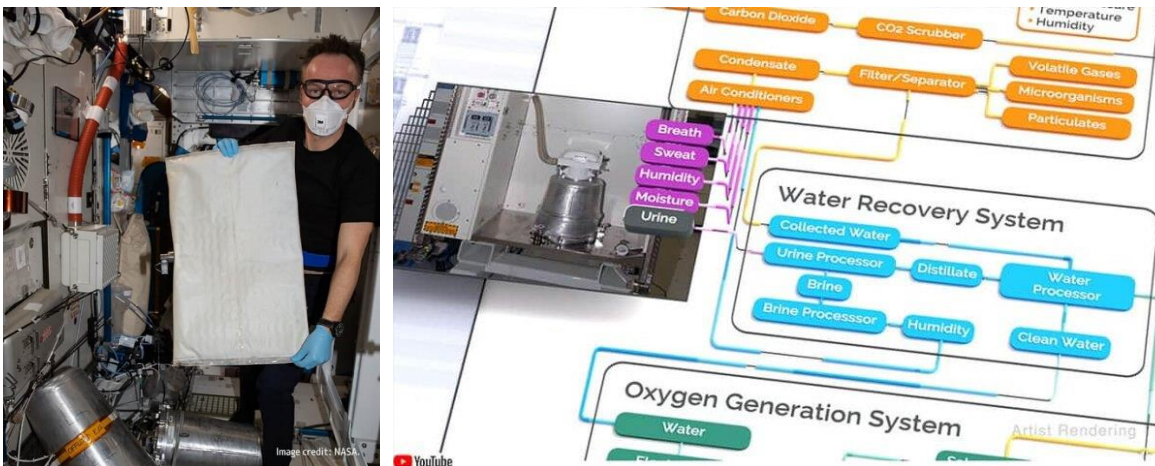 Image credit: NASA.
Temperature
Humidity
Carbon Dioxide
CO2 Scrubber
Condensate
Filter/Separator
Volatile Gases
Air Conditioners
Microorganisms
Particulates
Breath
Sweat
Humidity
Moisture
Urine
Water Recovery System
Collected Water
Urine Processor
Distillate
Water
Processor
Brine
Brine Processsor
Humidity
Clean Water
Oxygen Generation System
Water
Artist Rendering
YouTube